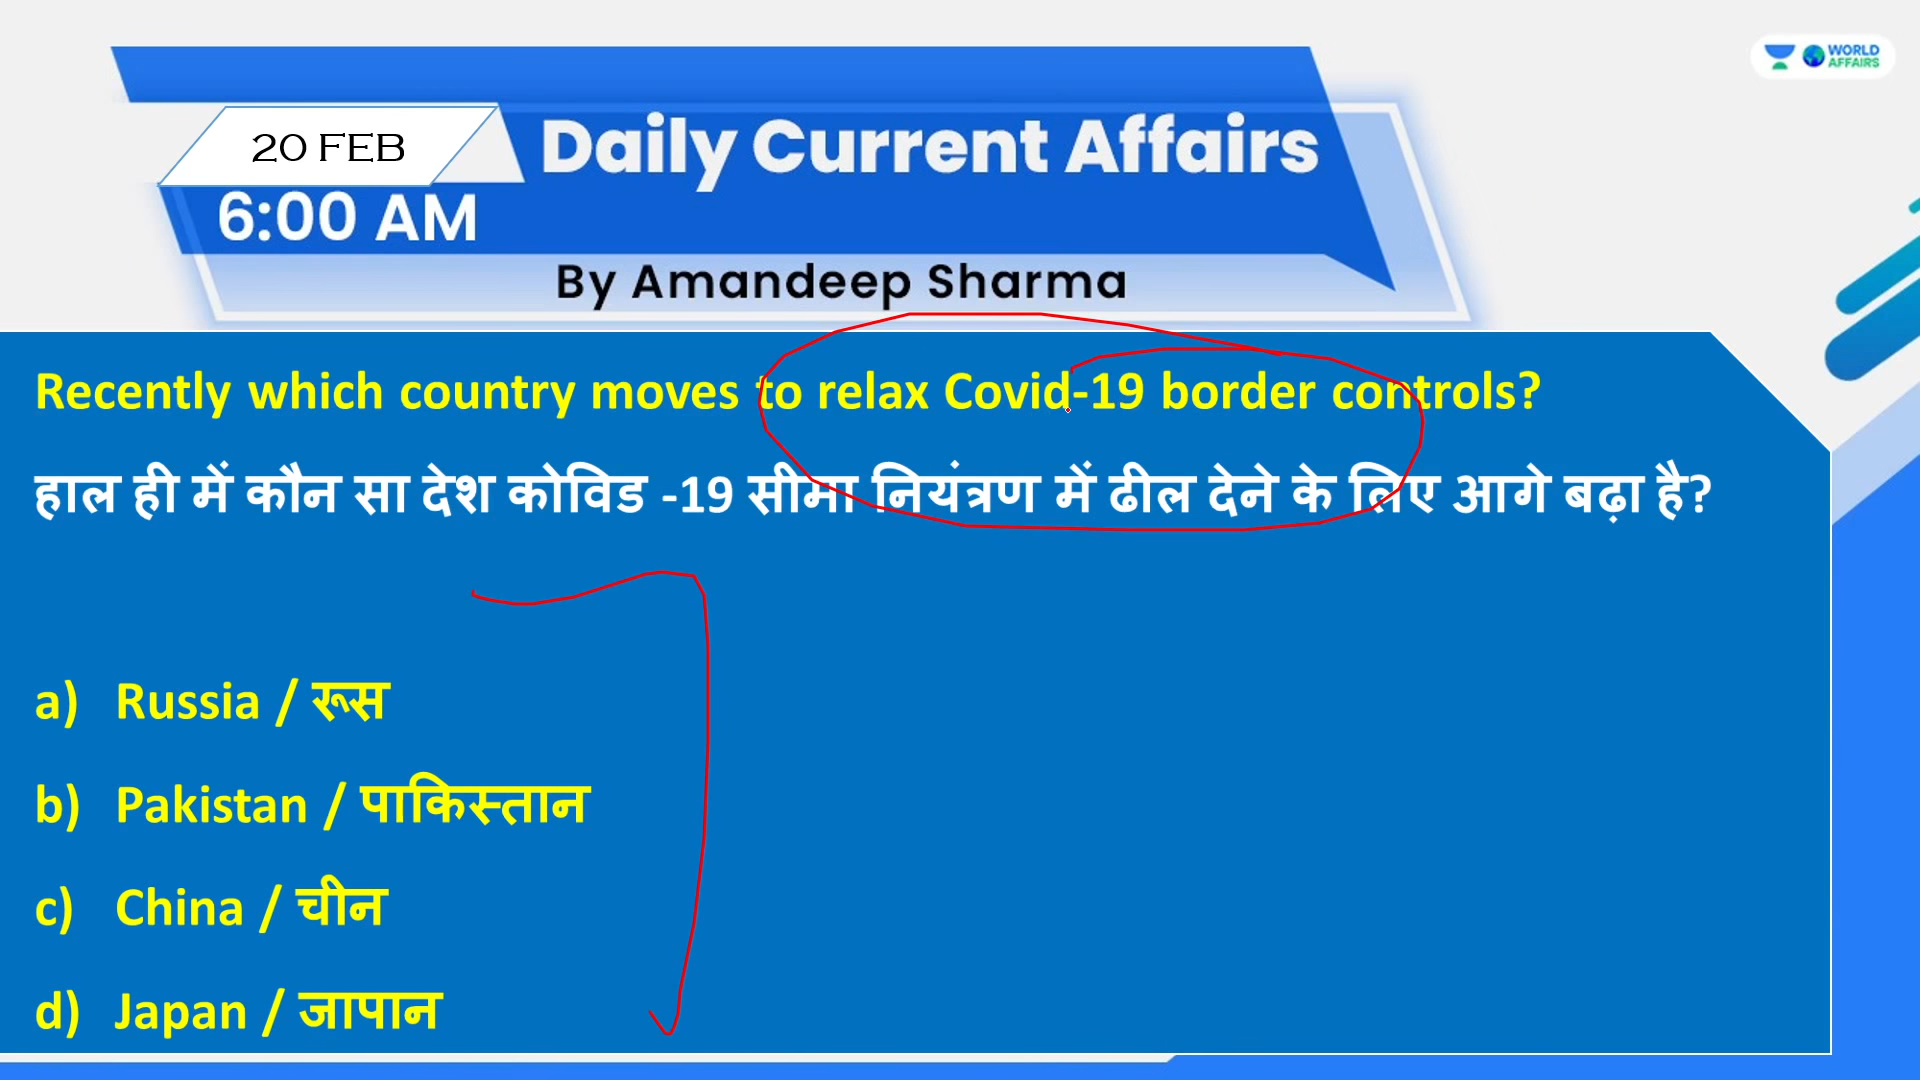 WORLD
AFFAIRS
20 FEB
Daily Current Affairs
6:00 AM
By Amandeep Sharma
Recently which country moves to relax Covid-19 border controls?
हाल ही में कौन सा देश कोविड -19 सीमा नियंत्रण में ढील देने के लिए आगे बढ़ा है?
a) Russia / रूस
b) Pakistan / पाकिस्तान
c) China / चीन
d) Japan / जापान